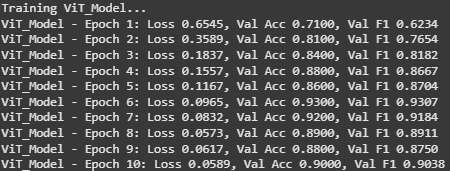 Training ViT_Model...
ViT_Model - Epoch 1: Loss 0.6545, Val Acc 0.7100, Val F1 0.6234
ViT_Model - Epoch 2: Loss 0.3589, Val Acc 0.8100, Val F1 0.7654
ViT_Model - Epoch 3: Loss 0.1837, Val Acc 0.8400, Val F1 0.8182
ViT_Model - Epoch 4: Loss 0.1557, Val Acc 0.8800, Val F1 0.8667
ViT_Model - Epoch 5: Loss 0.1167, Val Acc 0.8600, Val F1 0.8704
ViT_Model - Epoch 6: Loss 0.0965, Val Acc 0.9300, Val F1 0.9307
ViT_Model - Epoch 7: Loss 0.0832, Val Acc 0.9200, Val F1 0.9184
ViT_Model - Epoch 8: Loss 0.0573, Val Acc 0.8900, Val F1 0.8911
ViT_Model - Epoch 9: Loss 0.0617, Val Acc 0.8800, Val F1 0.8750
ViT_Model - Epoch 10: Loss 0.0589, Val Acc 0.9000, Val F1 0.9038